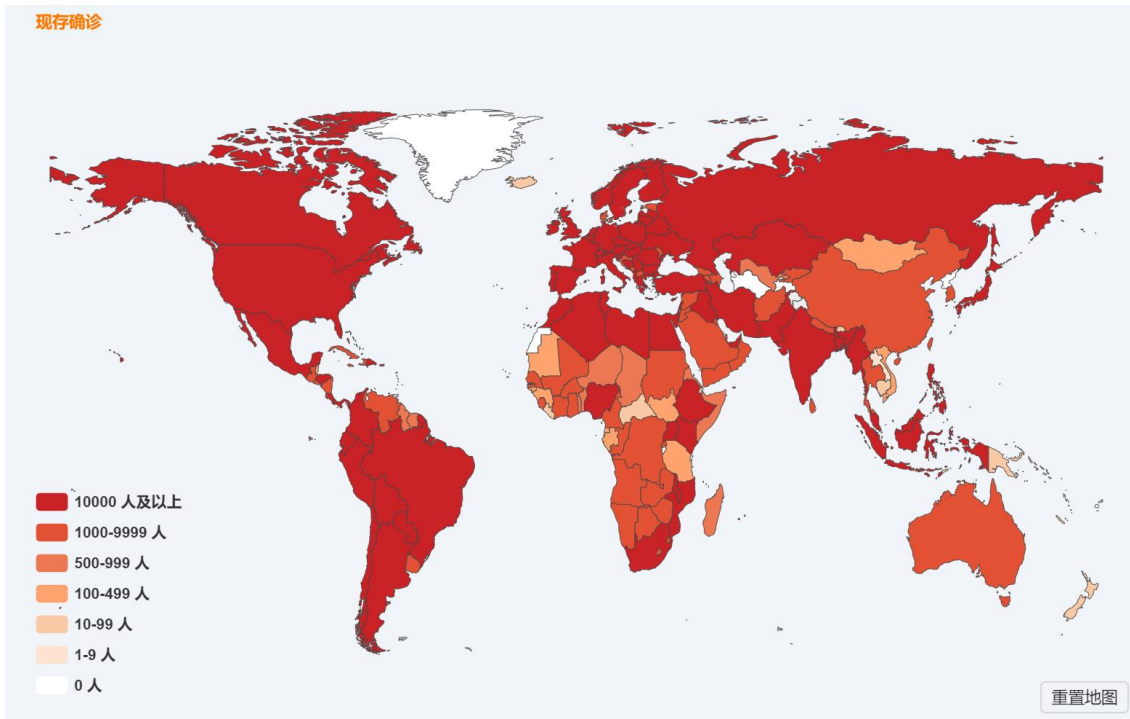 现存确诊
10000 人及以上
1000-9999 人
500-999 人
100-499 人
10-99 人
1-9 人
0 人
重置地图